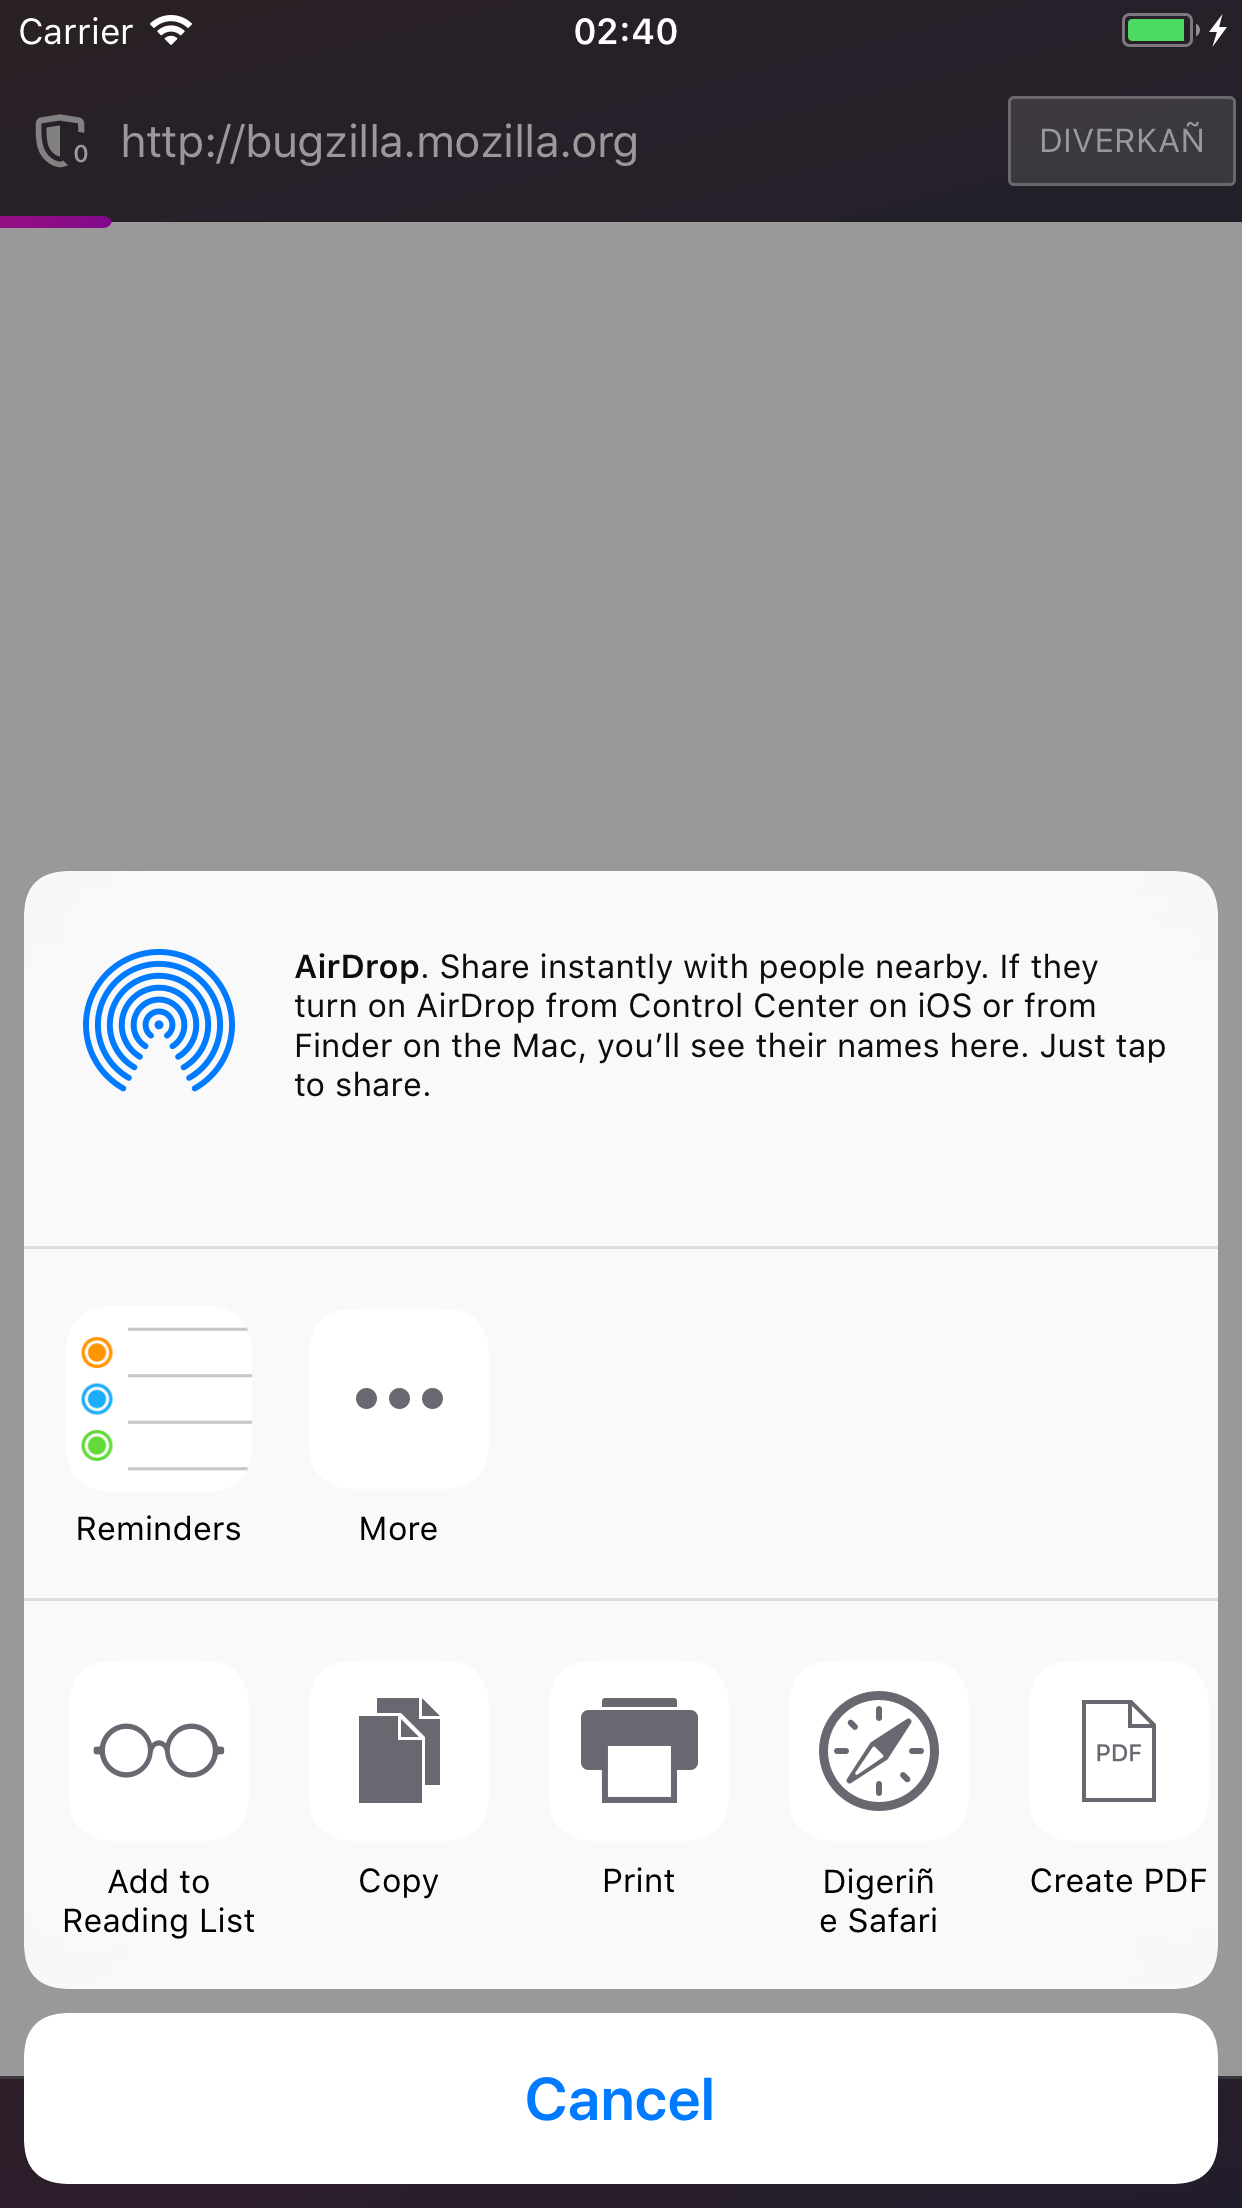 Carrier
02:40
0
http://bugzilla.mozilla.org
DIVERKAÑ
AirDrop. Share instantly with people nearby. If they
turn on AirDrop from Control Center on iOS or from
Finder on the Mac, you’ll see their names here. Just tap
to share.
Reminders
More
PDF
Add to
Reading List
Copy
Print
Digeriñ
e Safari
Create PDF
Cancel